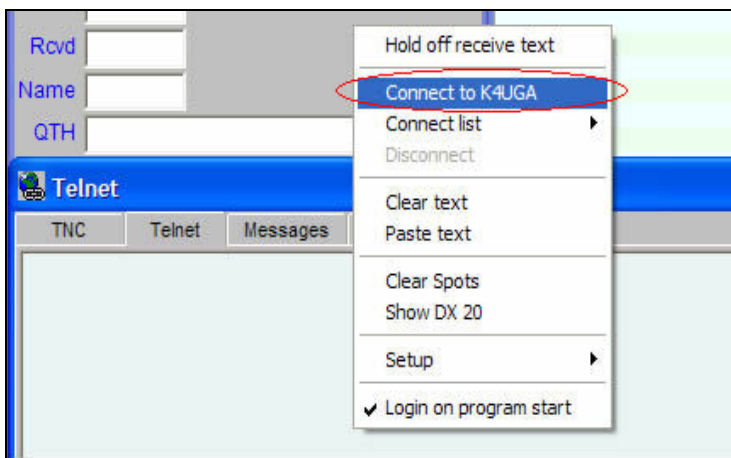 Rcvd
Name
QTH
Hold off receive text
Connect to K4UGA
Connect list
Disconnect
Clear text
Paste text
Clear Spots
Show DX 20
Setup
Login on program start
Telnet
TNC Telnet Messages